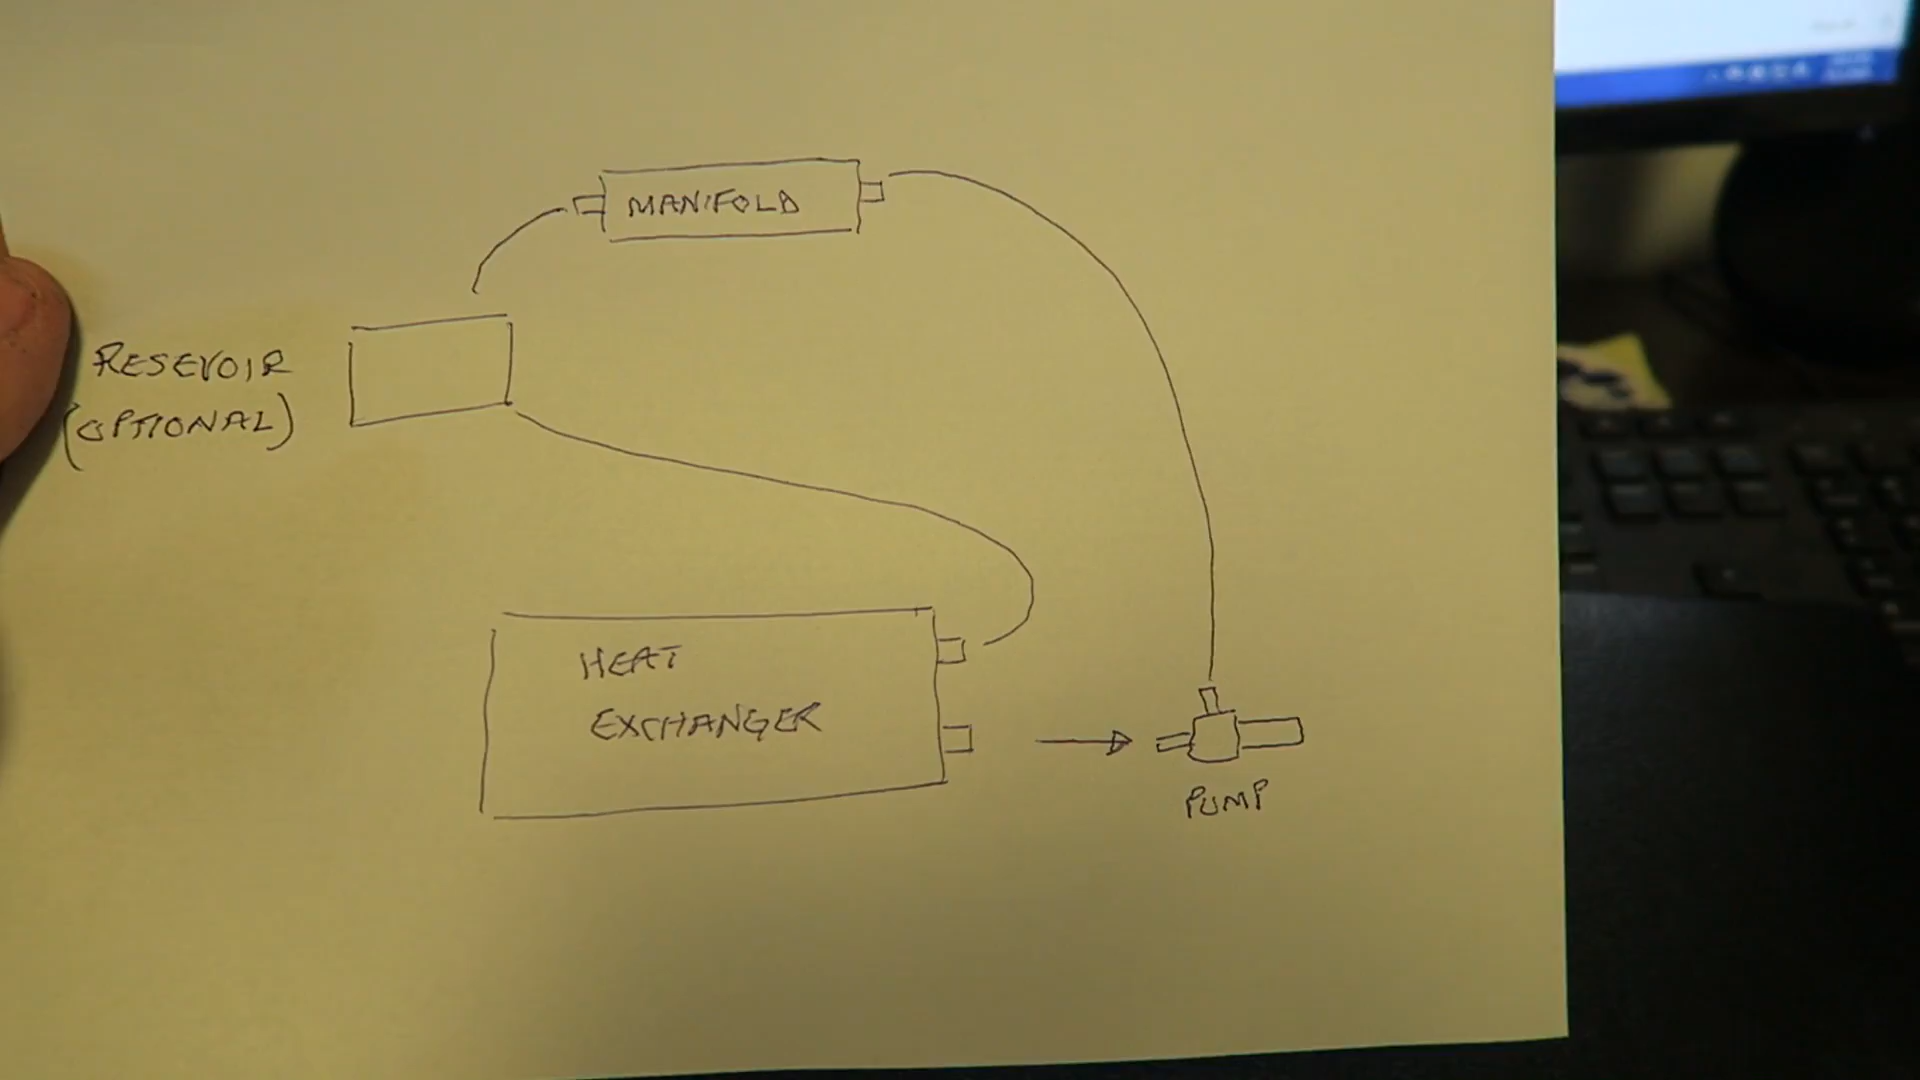 MANIFOLD
RESEVOIR
(OPTIONAL)
HEAT
EXCHANGER
PUMP